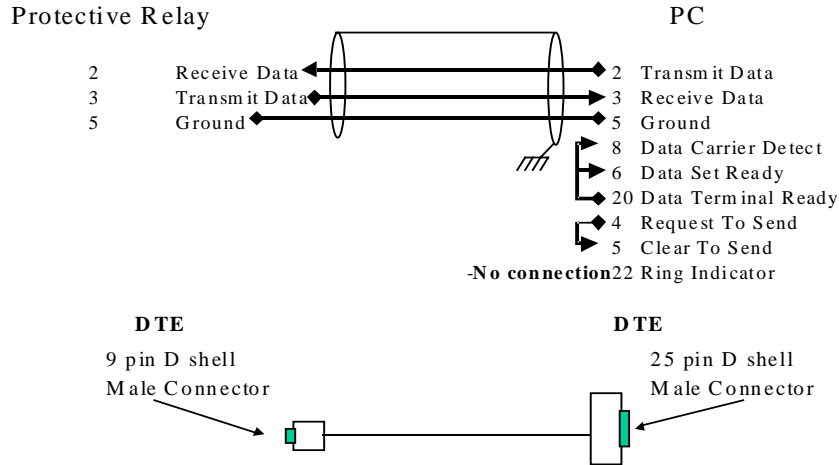 Protective Relay PC
2 Receive Data 2 Transmit Data
3 Transmit Data 3 Receive Data
5 Ground 5 Ground
8 Data Carrier Detect
6 Data Set Ready
20 Data Terminal Ready
4 Request To Send
5 Clear To Send
-No connection22 Ring Indicator
DTE DTE
9 pin D shell 25 pin D shell
Male Connector Male Connector